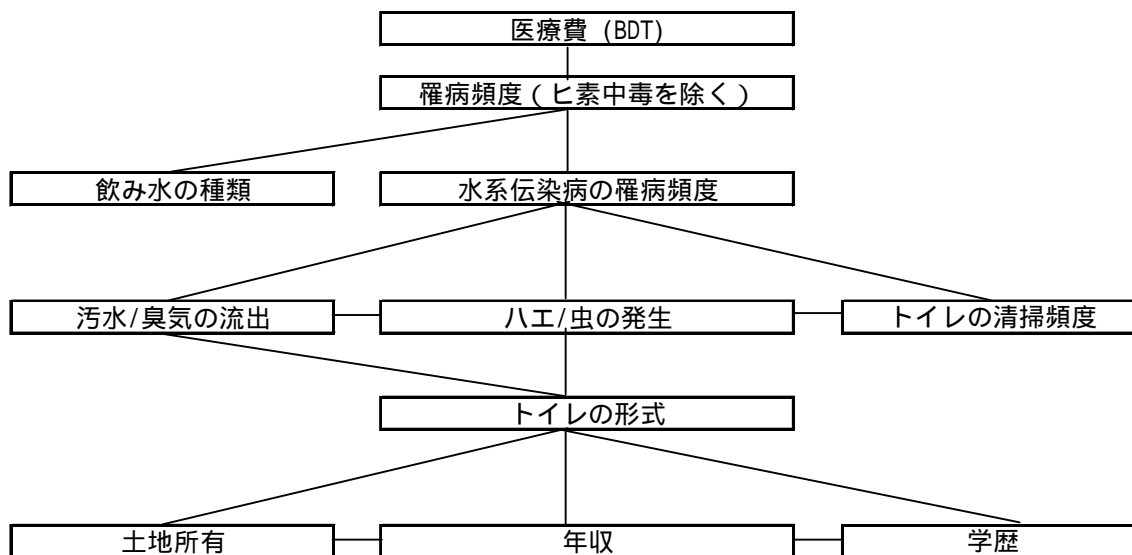 医療費 (BDT)
罹病頻度(ヒ素中毒を除く)
飲み水の種類
水系伝染病の罹病頻度
汚水/臭気の流出
ハエ/虫の発生
トイレの清掃頻度
トイレの形式
土地所有
年収
学歴